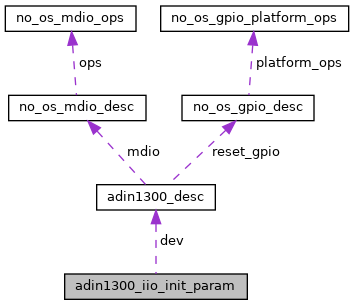 no_os_mdio_ops no_os_gpio_platform_ops
ops platform_ops
no_os_mdio_desc no_os_gpio_desc
mdio reset_gpio
adin1300_desc
dev
adin1300_iio_init_param